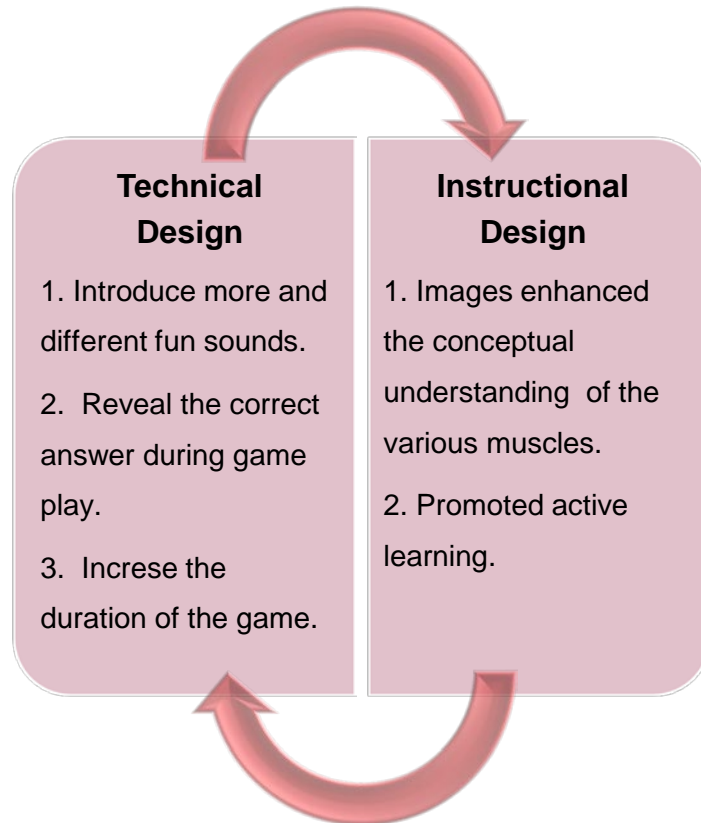 Technical
Design
1. Introduce more and
different fun sounds.
2. Reveal the correct
answer during game
play.
3. Increse the
duration of the game.
Instructional
Design
1. Images enhanced
the conceptual
understanding of the
various muscles.
2. Promoted active
learning.